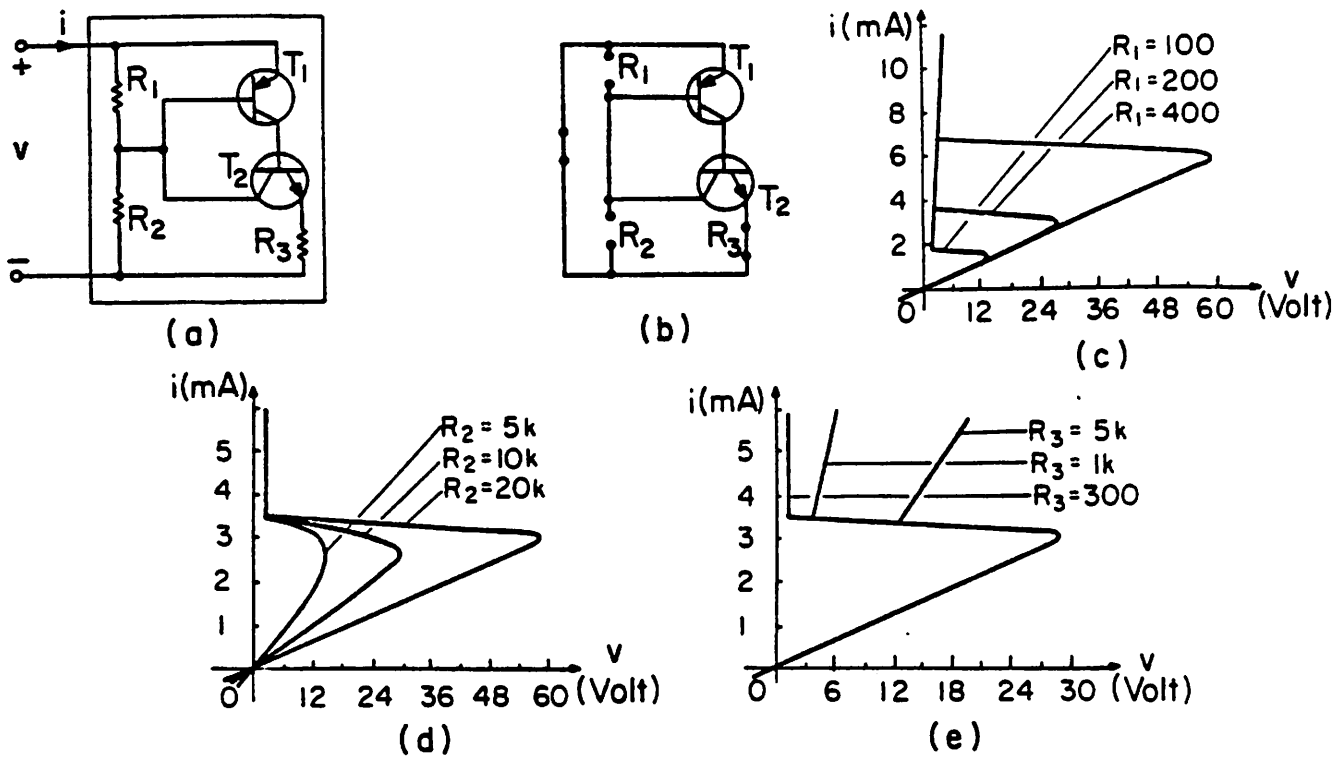 i
+
v
−
R₁
R₂
T₁
T₂
R₃
(a)
R₁
T₁
R₂
R₃
T₂
(b)
i(mA)
10
8
6
4
2
0 12 24 36 48 60
v
(Volt)
R₁=100
R₁=200
R₁=400
(c)
i(mA)
5
4
3
2
1
0 12 24 36 48 60
v
(Volt)
R₂= 5k
R₂=10k
R₂=20k
(d)
i(mA)
5
4
3
2
1
0 6 12 18 24 30
v
(Volt)
R₃= 5k
R₃= 1k
R₃=300
(e)